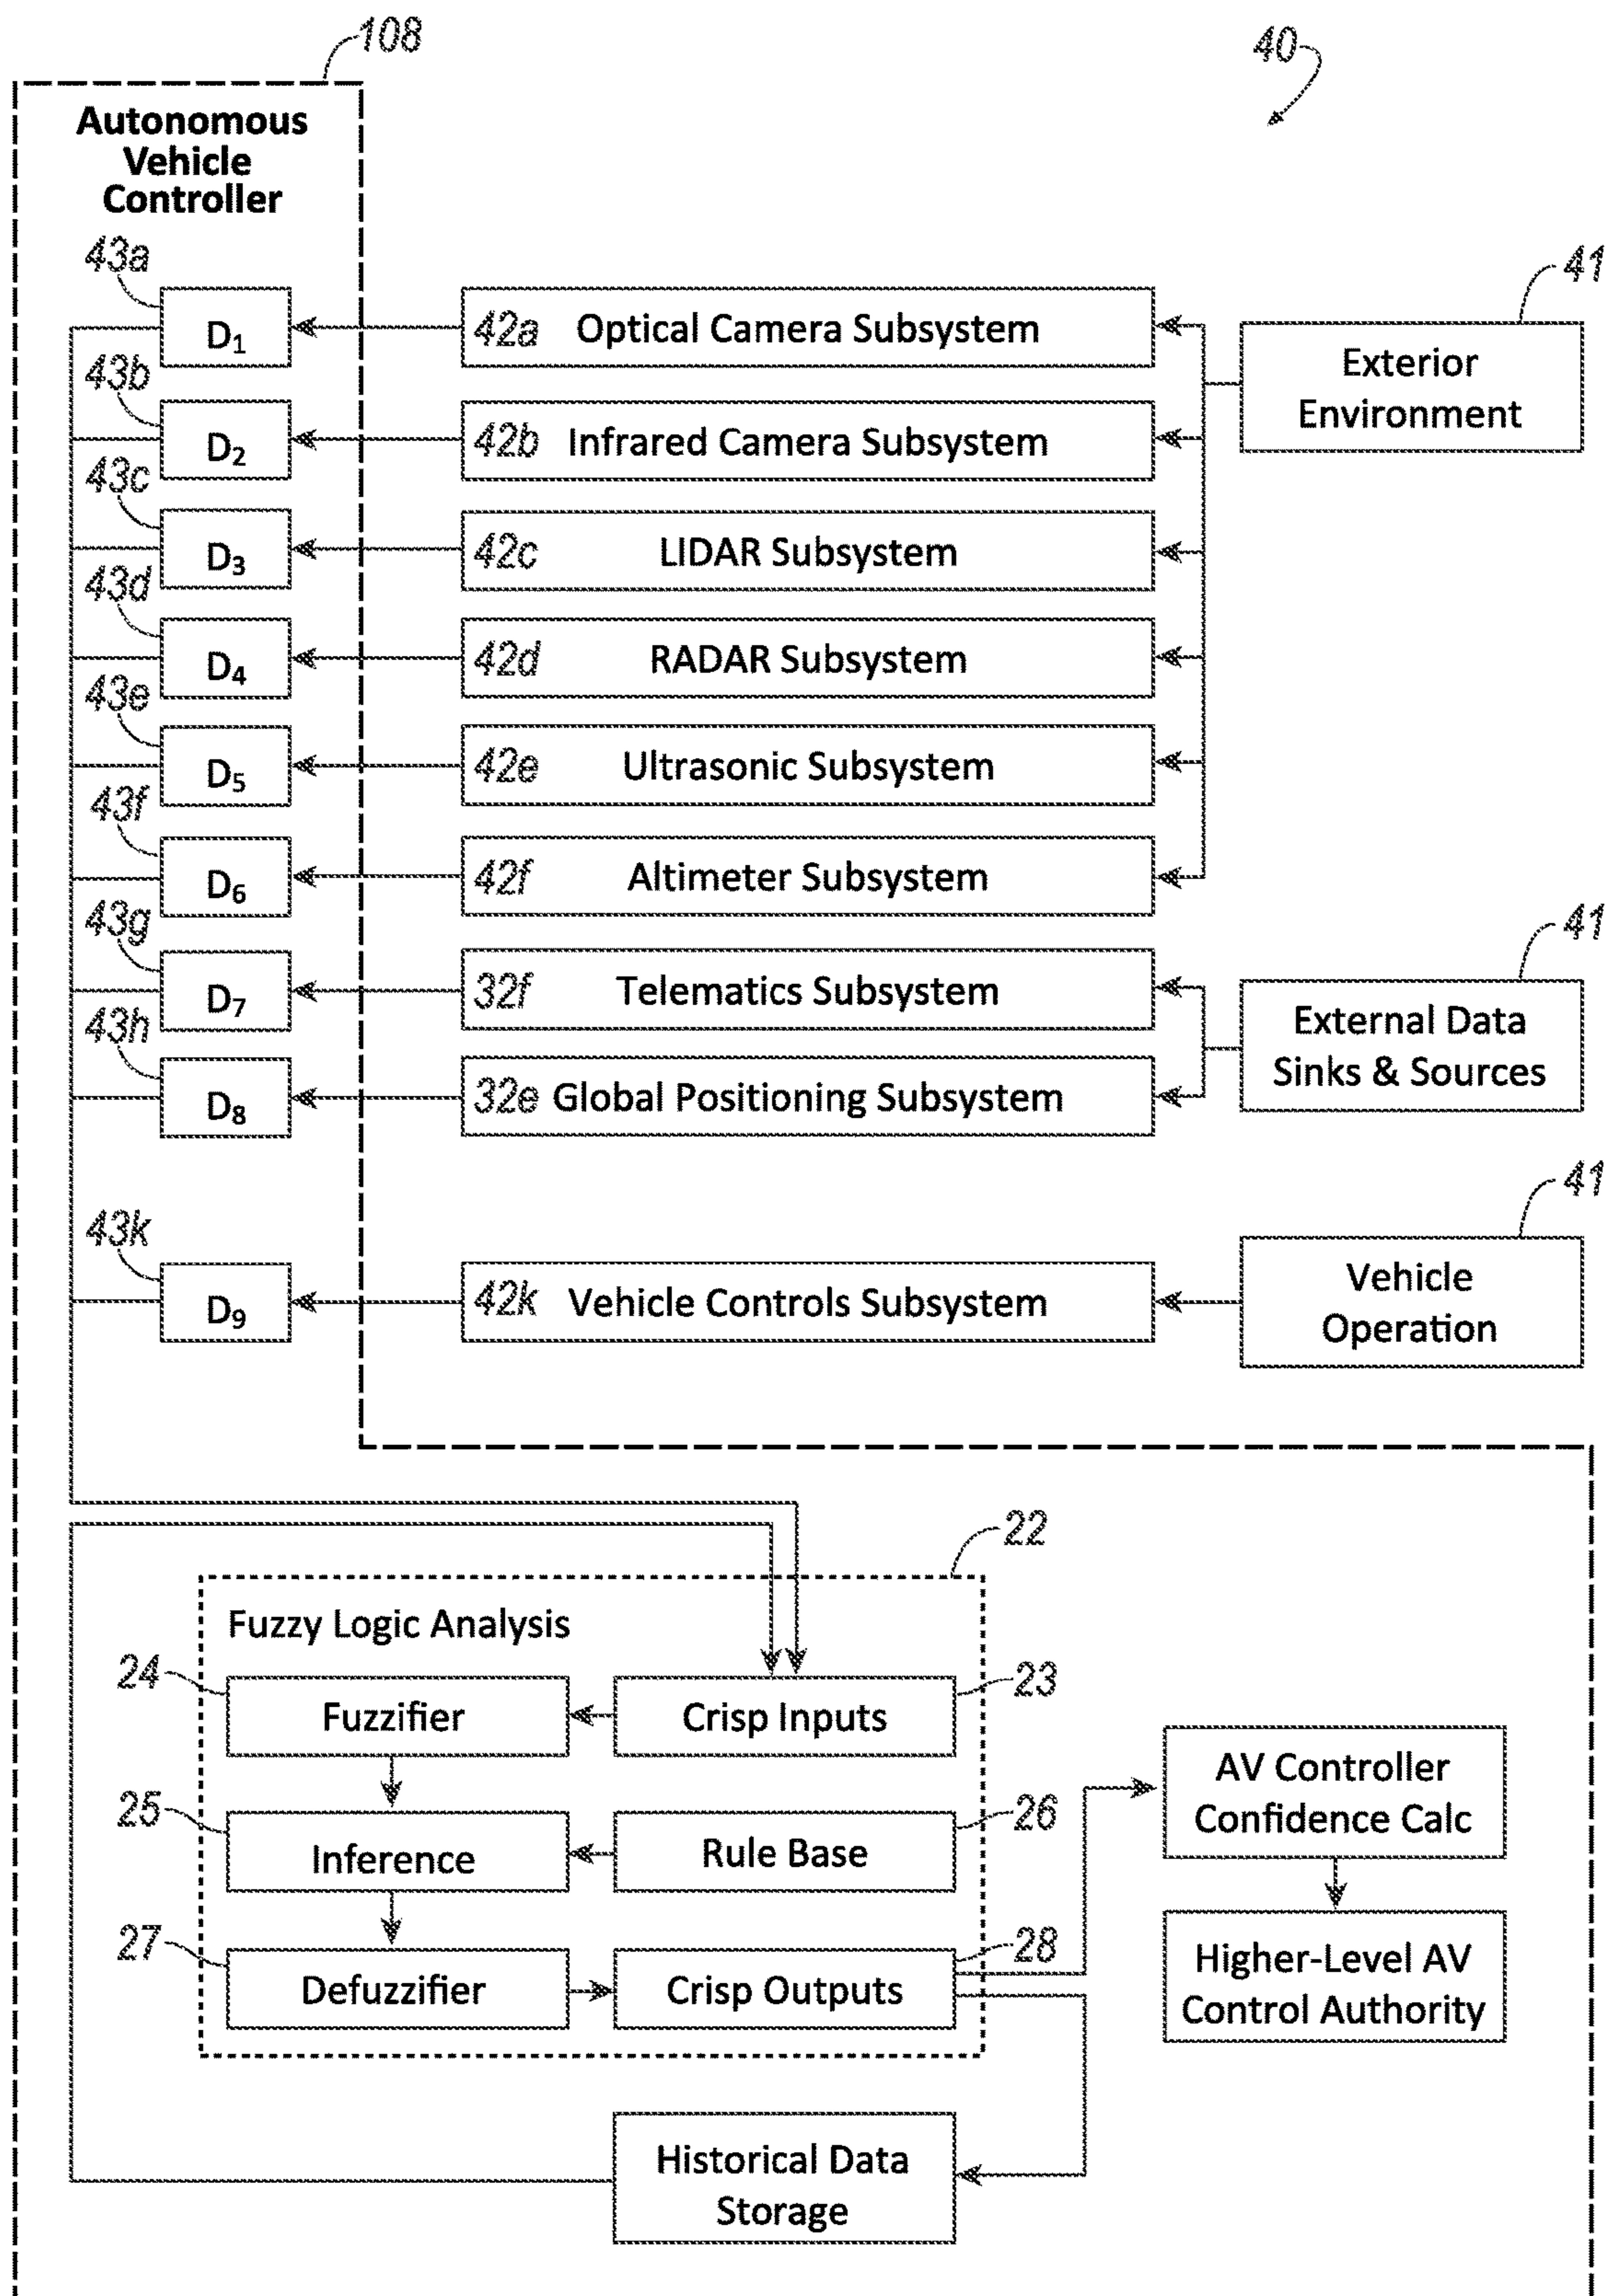 108
40
Autonomous
Vehicle
Controller
43a
D1
42a Optical Camera Subsystem
41
Exterior
Environment
43b
D2
42b Infrared Camera Subsystem
43c
D3
42c LIDAR Subsystem
43d
D4
42d RADAR Subsystem
43e
D5
42e Ultrasonic Subsystem
43f
D6
42f Altimeter Subsystem
43g
D7
32f Telematics Subsystem
41
External Data
Sinks & Sources
43h
D8
32e Global Positioning Subsystem
43k
D9
42k Vehicle Controls Subsystem
41
Vehicle
Operation
22
Fuzzy Logic Analysis
24
Fuzzifier
Crisp Inputs
23
25
Inference
Rule Base
26
27
Defuzzifier
Crisp Outputs
28
AV Controller
Confidence Calc
Higher-Level AV
Control Authority
Historical Data
Storage